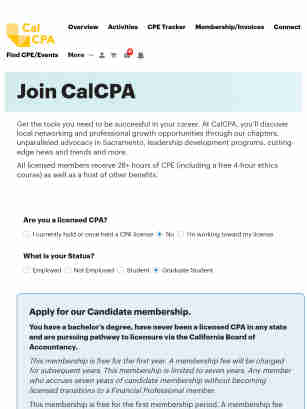 Cal
CPA
Overview Activities CPE Tracker Membership/Invoices Connect
Find CPE/Events More
Join CalCPA
Get the tools you need to be successful in your career. At CalCPA, you'll discover
local networking and professional growth opportunities through our chapters,
unparalleled advocacy in Sacramento, leadership development programs, cutting-
edge news and trends and more.
All licensed members receive 28+ hours of CPE (including a free 4-hour ethics
course) as well as a host of other benefits.
Are you a licensed CPA?
I currently hold or once held a CPA license No I'm working toward my license
What is your Status?
Employed Not Employed Student Graduate Student
Apply for our Candidate membership.
You have a bachelor's degree, have never been a licensed CPA in any state
and are pursuing pathway to licensure via the California Board of
Accountancy.
This membership is free for the first year. A membership fee will be charged
for subsequent years. This membership is limited to seven years. Any member
who accrues seven years of candidate membership without becoming
licensed transitions to a Financial Professional member.
This membership is free for the first membership period. A membership fee